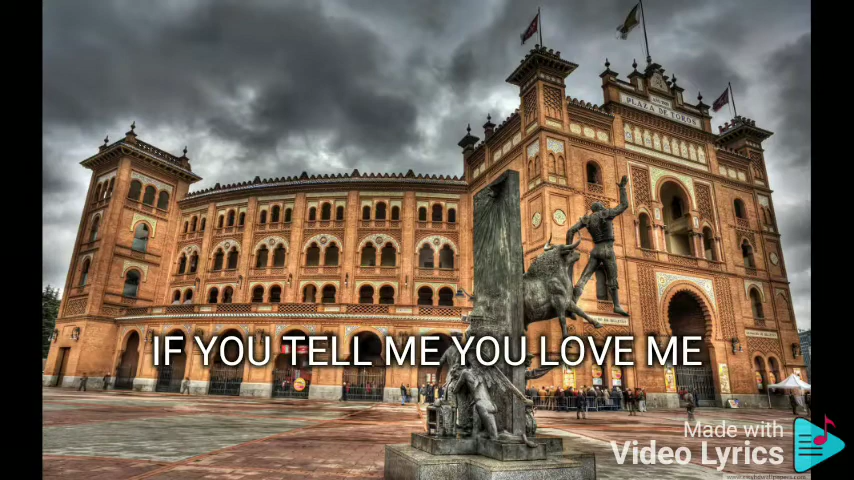 PLAZA DE TOROS
IF YOU TELL ME YOU LOVE ME
Made with
Video Lyrics